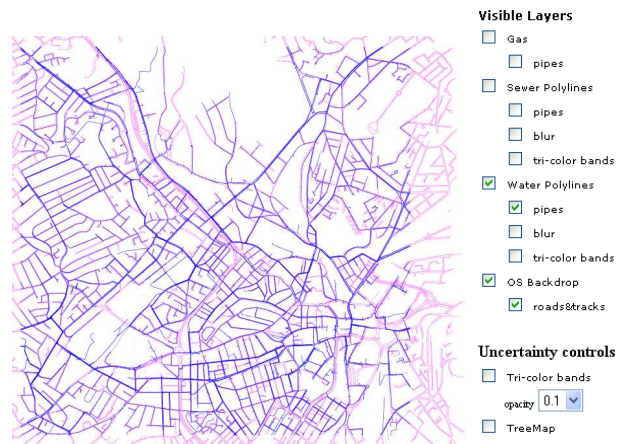 Visible Layers
Gas
pipes
Sewer Polylines
pipes
blur
tri-color bands
Water Polylines
pipes
blur
tri-color bands
OS Backdrop
roads&tracks
Uncertainty controls
Tri-color bands
opacity 0.1
TreeMap